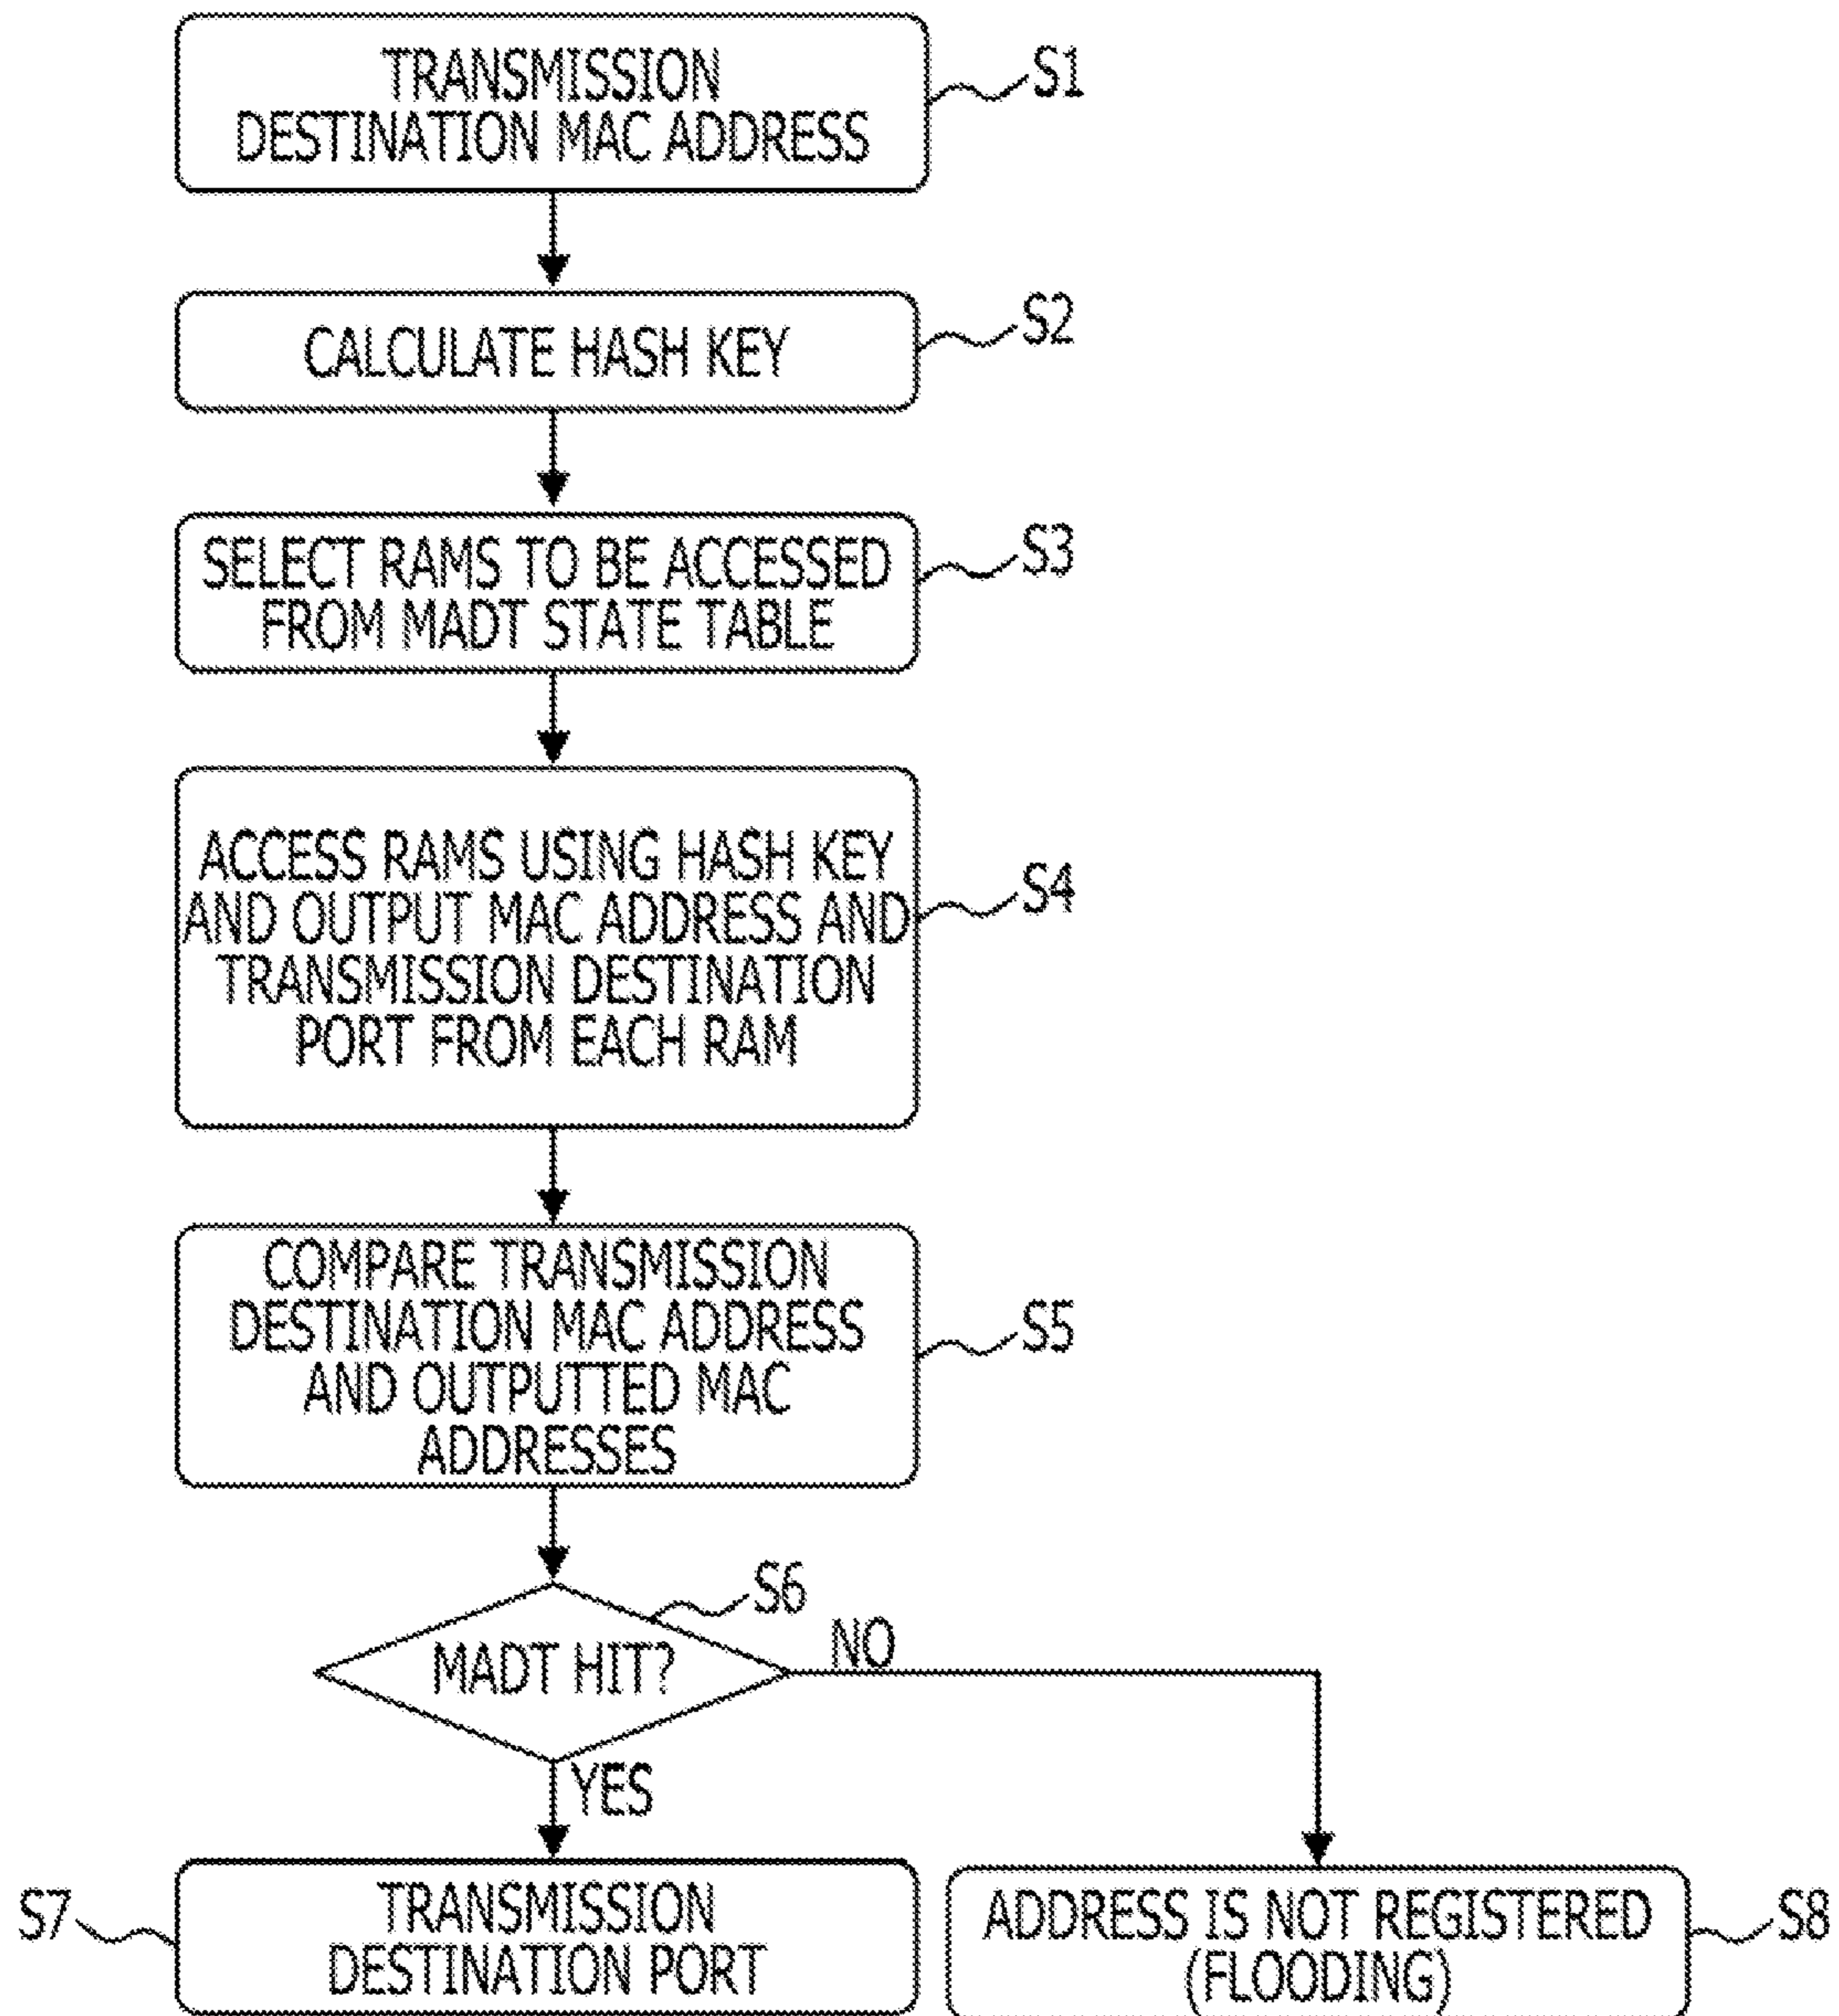 TRANSMISSION
DESTINATION MAC ADDRESS
S1
CALCULATE HASH KEY
S2
SELECT RAMS TO BE ACCESSED
FROM MADT STATE TABLE
S3
ACCESS RAMS USING HASH KEY
AND OUTPUT MAC ADDRESS AND
TRANSMISSION DESTINATION
PORT FROM EACH RAM
S4
COMPARE TRANSMISSION
DESTINATION MAC ADDRESS
AND OUTPUTTED MAC
ADDRESSES
S5
S6
MADT HIT?
NO
YES
S7
TRANSMISSION
DESTINATION PORT
ADDRESS IS NOT REGISTERED
(FLOODING)
S8